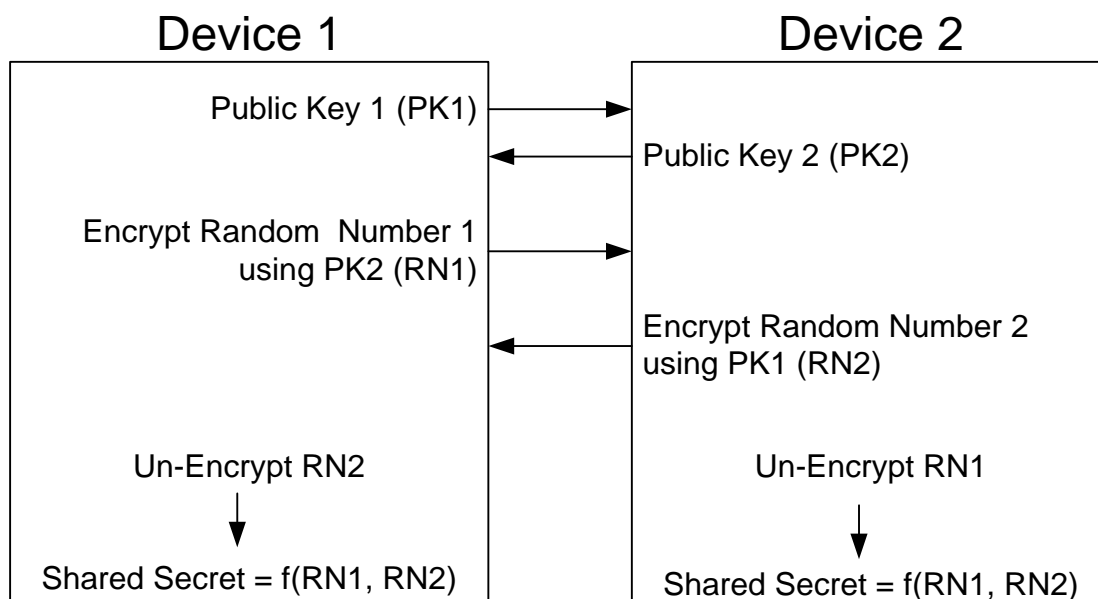 Device 1
Device 2
Public Key 1 (PK1)
Public Key 2 (PK2)
Encrypt Random Number 1
using PK2 (RN1)
Encrypt Random Number 2
using PK1 (RN2)
Un-Encrypt RN2
Un-Encrypt RN1
Shared Secret = f(RN1, RN2)
Shared Secret = f(RN1, RN2)